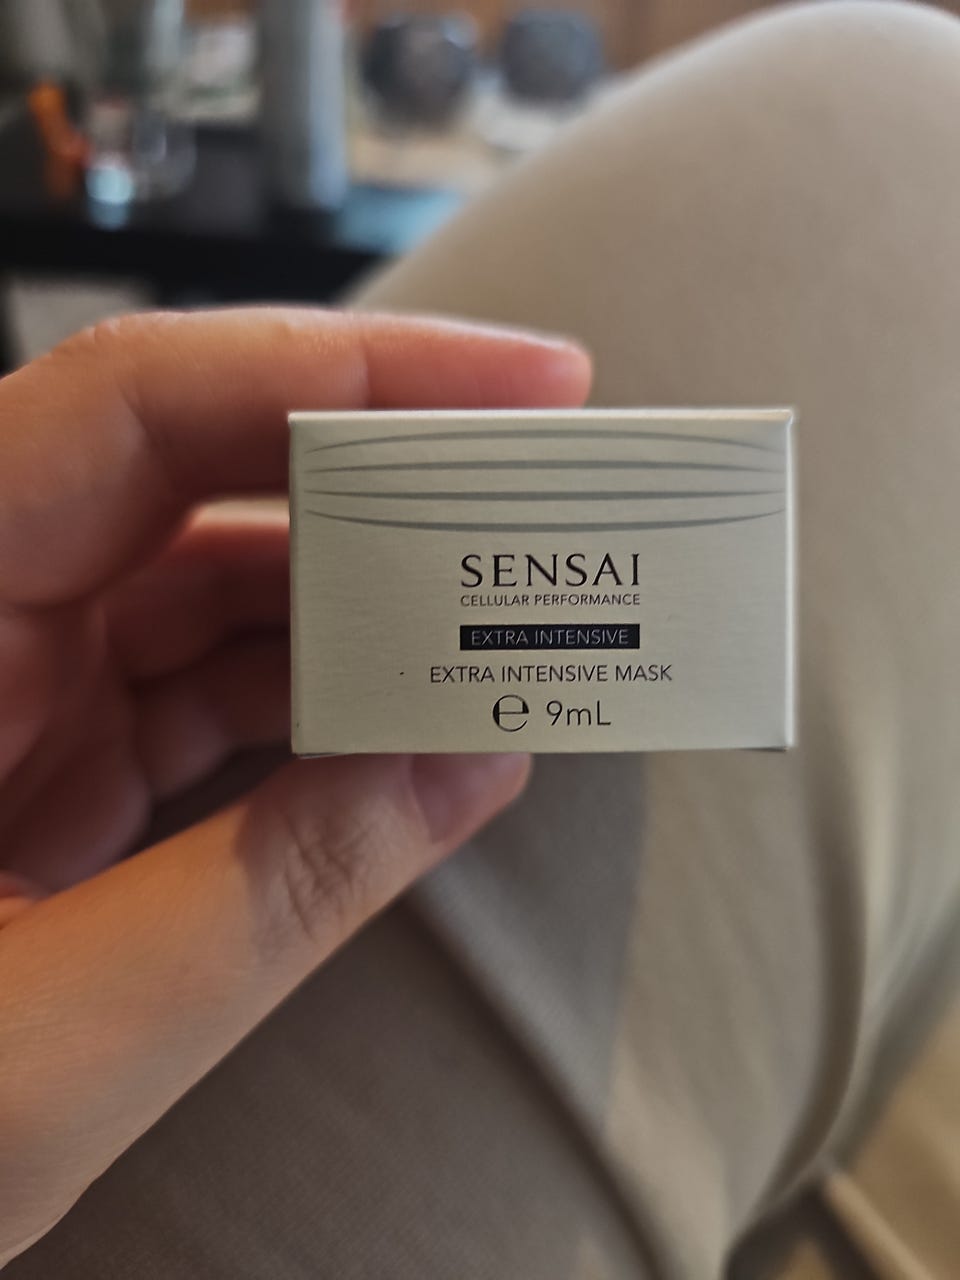 SENSAI
CELLULAR PERFORMANCE
EXTRA INTENSIVE
EXTRA INTENSIVE MASK
℮ 9mL